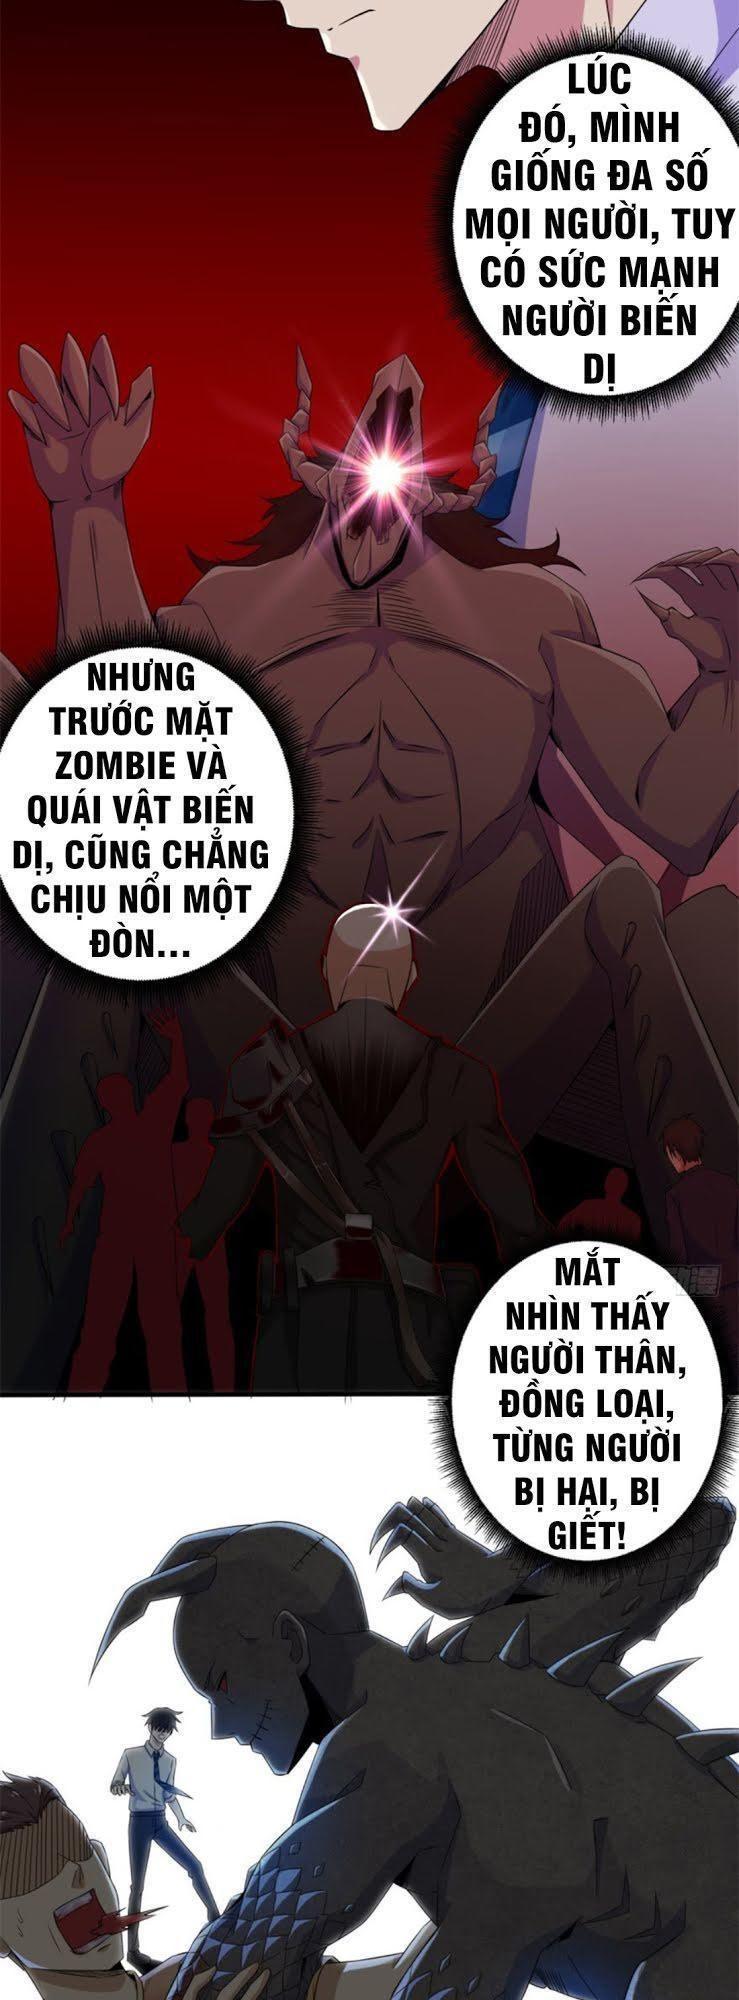 LÚC
ĐÓ, MÌNH
GIỐNG ĐA SỐ
MỌI NGƯỜI, TUY
CÓ SỨC MẠNH
NGƯỜI BIẾN
DỊ
NHƯNG
TRƯỚC MẶT
ZOMBIE VÀ
QUÁI VẬT BIẾN
DỊ, CŨNG CHẲNG
CHỊU NỔI MỘT
ĐÒN...
MẮT
NHÌN THẤY
NGƯỜI THÂN,
ĐỒNG LOẠI,
TỪNG NGƯỜI
BỊ HẠI, BỊ
GIẾT!